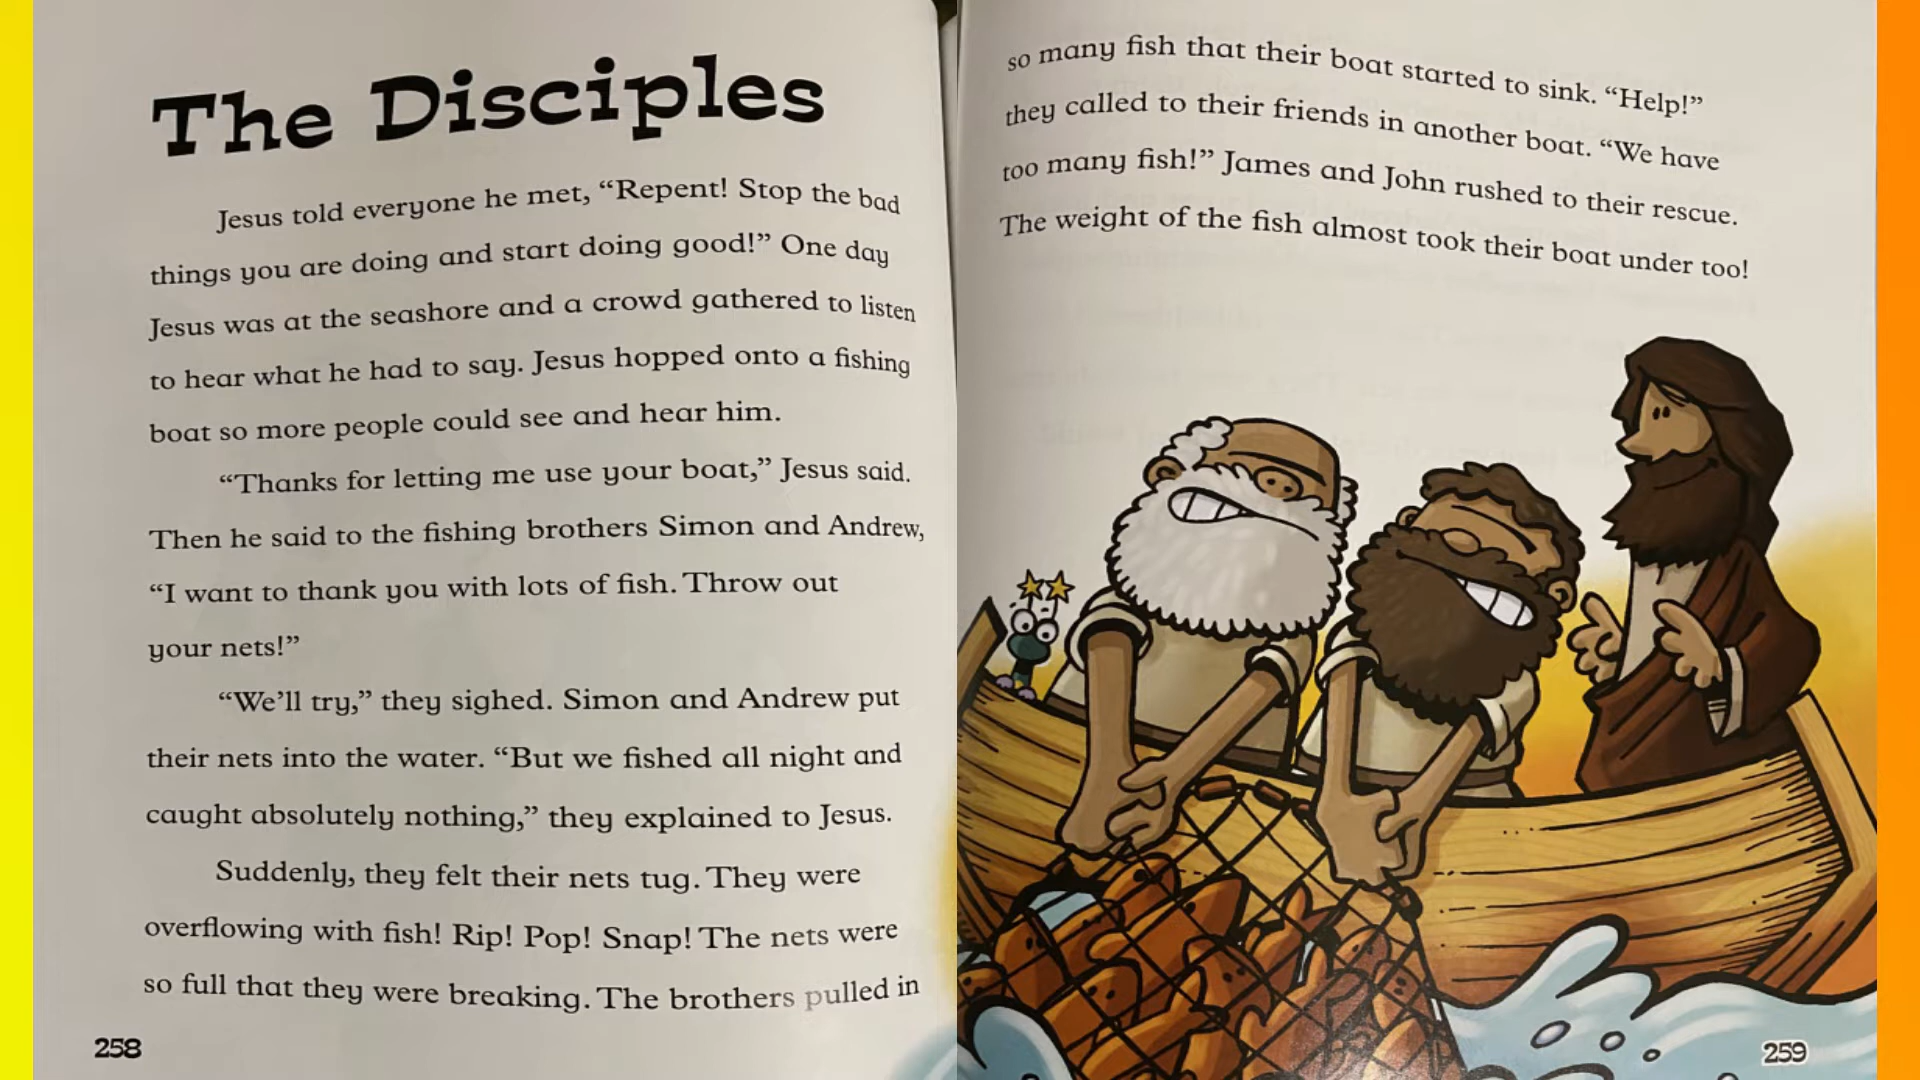 The Disciples
Jesus told everyone he met, “Repent! Stop the bad
things you are doing and start doing good!” One day
Jesus was at the seashore and a crowd gathered to listen
to hear what he had to say. Jesus hopped onto a fishing
boat so more people could see and hear him.
“Thanks for letting me use your boat,” Jesus said.
Then he said to the fishing brothers Simon and Andrew,
“I want to thank you with lots of fish. Throw out
your nets!”
“We’ll try,” they sighed. Simon and Andrew put
their nets into the water. “But we fished all night and
caught absolutely nothing,” they explained to Jesus.
Suddenly, they felt their nets tug. They were
overflowing with fish! Rip! Pop! Snap! The nets were
so full that they were breaking. The brothers pulled in
258
so many fish that their boat started to sink. “Help!”
they called to their friends in another boat. “We have
too many fish!” James and John rushed to their rescue.
The weight of the fish almost took their boat under too!
259